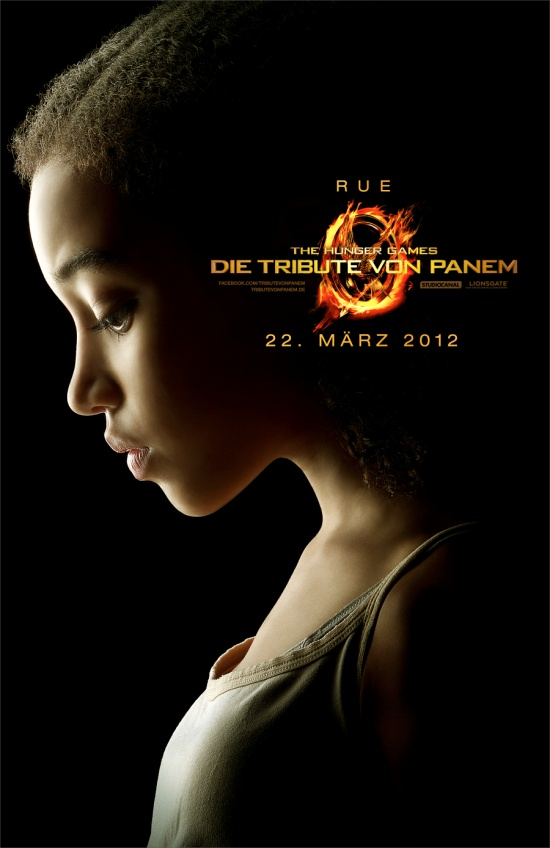 RUE
THE HUNGER GAMES
DIE TRIBUTE VON PANEM
FACEBOOK.COM/TRIBUTEVONPANEM
TRIBUTEVONPANEM.DE
STUDIOCANAL LIONSGATE
22. MÄRZ 2012